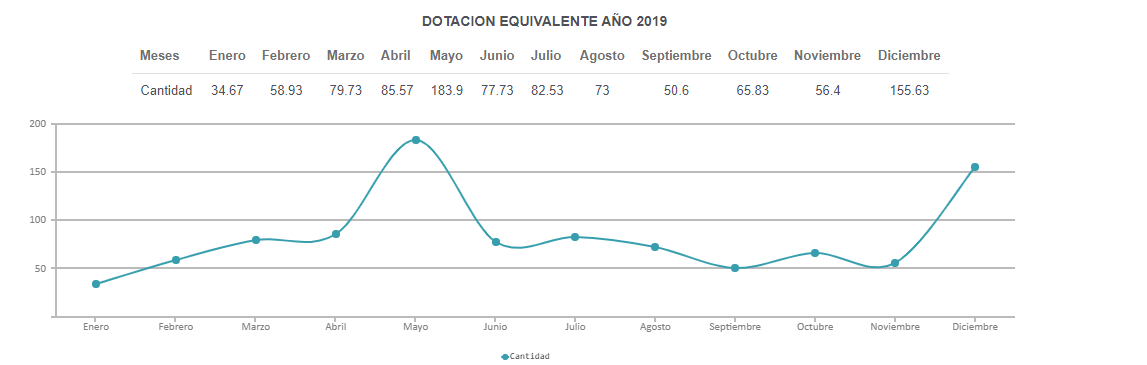 DOTACION EQUIVALENTE AÑO 2019
Meses Enero Febrero Marzo Abril Mayo Junio Julio Agosto Septiembre Octubre Noviembre Diciembre
Cantidad 34.67 58.93 79.73 85.57 183.9 77.73 82.53 73 50.6 65.83 56.4 155.63
200
150
100
50
Enero Febrero Marzo Abril Mayo Junio Julio Agosto Septiembre Octubre Noviembre Diciembre
Cantidad